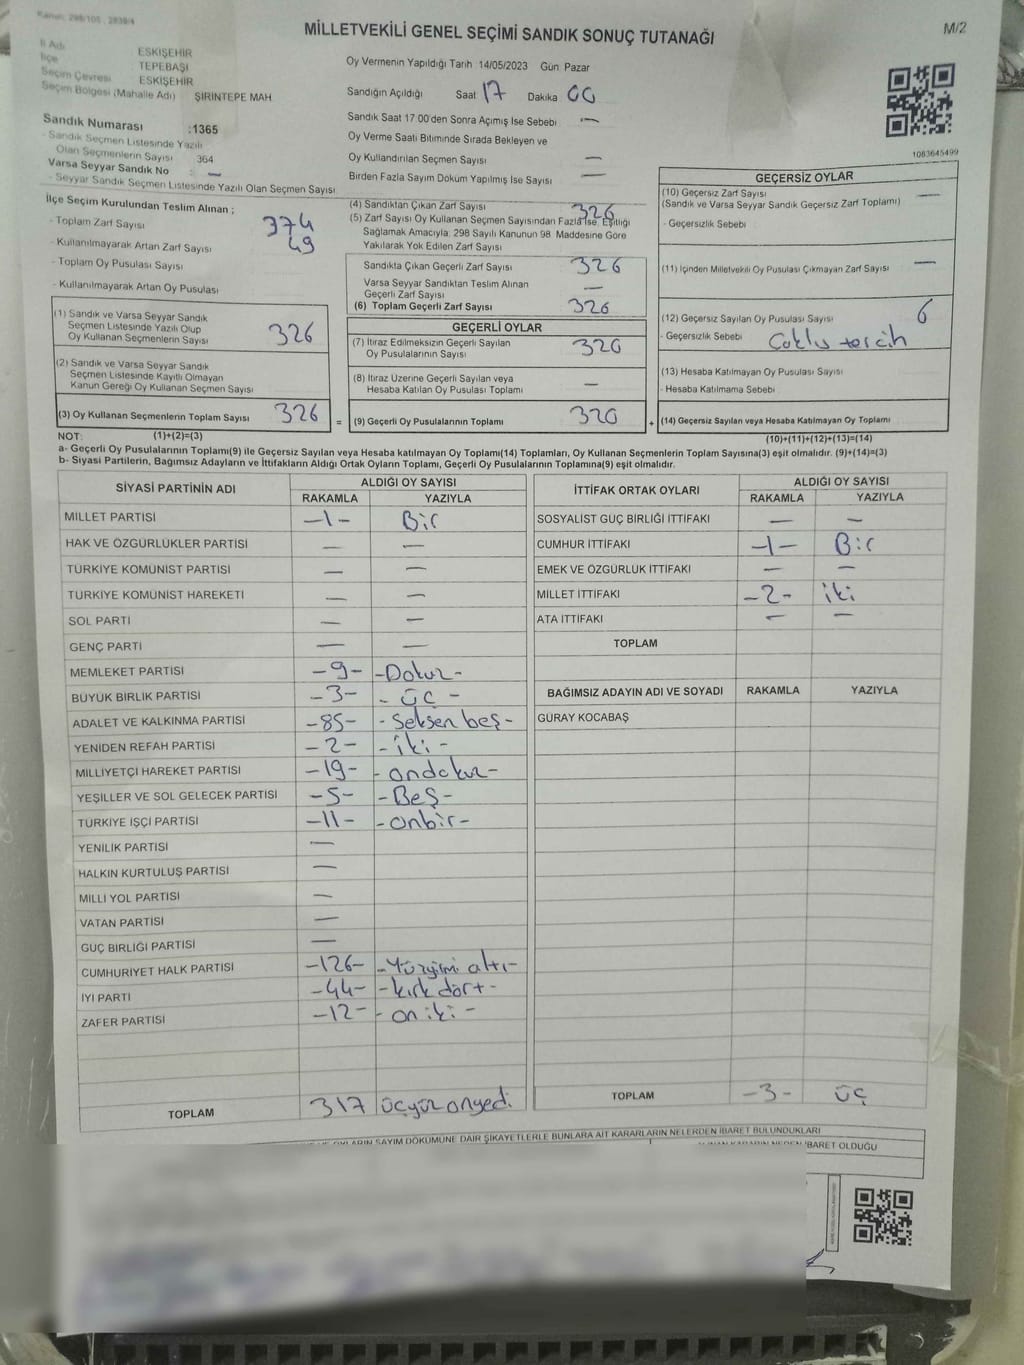 Kanun: 298/105 , 2839/4
M/2
MİLLETVEKİLİ GENEL SEÇİMİ SANDIK SONUÇ TUTANAĞI
İl Adı ESKİŞEHİR
İlçe TEPEBAŞI
Seçim Çevresi ESKİŞEHİR
Seçim Bölgesi (Mahalle Adı) ŞİRİNTEPE MAH
Sandık Numarası :1365
- Sandık Seçmen Listesinde Yazılı
Olan Seçmenlerin Sayısı 364
Varsa Seyyar Sandık No : —
- Seyyar Sandık Seçmen Listesinde Yazılı Olan Seçmen Sayısı
Oy Vermenin Yapıldığı Tarih 14/05/2023 Gün Pazar
Sandığın Açıldığı Saat 17 Dakika 00
Sandık Saat 17 00'den Sonra Açımış İse Sebebi —
Oy Verme Saati Bitiminde Sırada Bekleyen ve
Oy Kullandırılan Seçmen Sayısı —
Birden Fazla Sayım Döküm Yapılmış İse Sayısı —
1083645499
İlçe Seçim Kurulundan Teslim Alınan ;
- Toplam Zarf Sayısı 374
- Kullanılmayarak Artan Zarf Sayısı 49
- Toplam Oy Pusulası Sayısı
- Kullanılmayarak Artan Oy Pusulası
(1) Sandık ve Varsa Seyyar Sandık
Seçmen Listesinde Yazılı Olup
Oy Kullanan Seçmenlerin Sayısı 326
(2) Sandık ve Varsa Seyyar Sandık
Seçmen Listesinde Kayıtlı Olmayan
Kanun Gereği Oy Kullanan Seçmen Sayısı
(3) Oy Kullanan Seçmenlerin Toplam Sayısı 326 =
(4) Sandıktan Çıkan Zarf Sayısı 326
(5) Zarf Sayısı Oy Kullanan Seçmen Sayısından Fazla İse, Eşitliği
Sağlamak Amacıyla, 298 Sayılı Kanunun 98. Maddesine Göre
Yakılarak Yok Edilen Zarf Sayısı
Sandıkta Çıkan Geçerli Zarf Sayısı 326
Varsa Seyyar Sandıktan Teslim Alınan
Geçerli Zarf Sayısı —
(6) Toplam Geçerli Zarf Sayısı 326
GEÇERLİ OYLAR
(7) İtiraz Edilmeksizin Geçerli Sayılan
Oy Pusulalarının Sayısı 320
(8) İtiraz Üzerine Geçerli Sayılan veya
Hesaba Katılan Oy Pusulası Toplamı —
(9) Geçerli Oy Pusulalarının Toplamı 320 +
GEÇERSİZ OYLAR
(10) Geçersiz Zarf Sayısı —
(Sandık ve Varsa Seyyar Sandık Geçersiz Zarf Toplamı)
- Geçersizlik Sebebi
(11) İçinden Milletvekili Oy Pusulası Çıkmayan Zarf Sayısı —
(12) Geçersiz Sayılan Oy Pusulası Sayısı 6
- Geçersizlik Sebebi Çoklu tercih
(13) Hesaba Katılmayan Oy Pusulası Sayısı
- Hesaba Katılmama Sebebi
(14) Geçersiz Sayılan veya Hesaba Katılmayan Oy Toplamı
NOT: (1)+(2)=(3) (10)+(11)+(12)+(13)=(14)
a- Geçerli Oy Pusulalarının Toplamı(9) ile Geçersiz Sayılan veya Hesaba katılmayan Oy Toplamı(14) Toplamları, Oy Kullanan Seçmenlerin Toplam Sayısına(3) eşit olmalıdır. (9)+(14)=(3)
b- Siyasi Partilerin, Bağımsız Adayların ve İttifakların Aldığı Ortak Oyların Toplamı, Geçerli Oy Pusulalarının Toplamına(9) eşit olmalıdır.
SİYASİ PARTİNİN ADI ALDIĞI OY SAYISI
RAKAMLA YAZIYLA
MİLLET PARTİSİ -1- Bir
HAK VE ÖZGÜRLÜKLER PARTİSİ — —
TÜRKİYE KOMÜNİST PARTİSİ — —
TÜRKİYE KOMÜNİST HAREKETİ — —
SOL PARTİ — —
GENÇ PARTİ — —
MEMLEKET PARTİSİ -9- -Dokuz-
BÜYÜK BİRLİK PARTİSİ -3- - üç -
ADALET VE KALKINMA PARTİSİ -85- - Seksen beş -
YENİDEN REFAH PARTİSİ -2- - iki -
MİLLİYETÇİ HAREKET PARTİSİ -19- - ondokuz-
YEŞİLLER VE SOL GELECEK PARTİSİ -5- - Beş -
TÜRKİYE İŞÇİ PARTİSİ -11- - onbir -
YENİLİK PARTİSİ —
HALKIN KURTULUŞ PARTİSİ —
MİLLİ YOL PARTİSİ —
VATAN PARTİSİ —
GÜÇ BİRLİĞİ PARTİSİ —
CUMHURİYET HALK PARTİSİ -126- - Yüzyirmi altı -
İYİ PARTİ -44- - kırk dört -
ZAFER PARTİSİ -12- - on iki -
TOPLAM 317 üçyüz onyedi
İTTİFAK ORTAK OYLARI ALDIĞI OY SAYISI
RAKAMLA YAZIYLA
SOSYALİST GÜÇ BİRLİĞİ İTTİFAKI — —
CUMHUR İTTİFAKI -1- Bir
EMEK VE ÖZGÜRLÜK İTTİFAKI — —
MİLLET İTTİFAKI -2- iki
ATA İTTİFAKI — —
TOPLAM
BAĞIMSIZ ADAYIN ADI VE SOYADI RAKAMLA YAZIYLA
GÜRAY KOCABAŞ
TOPLAM -3- üç
OYLARIN SAYIM DÖKÜMÜNE DAİR ŞİKAYETLERLE BUNLARA AİT KARARLARIN NELERDEN İBARET BULUNDUKLARI
İBARET OLDUĞU